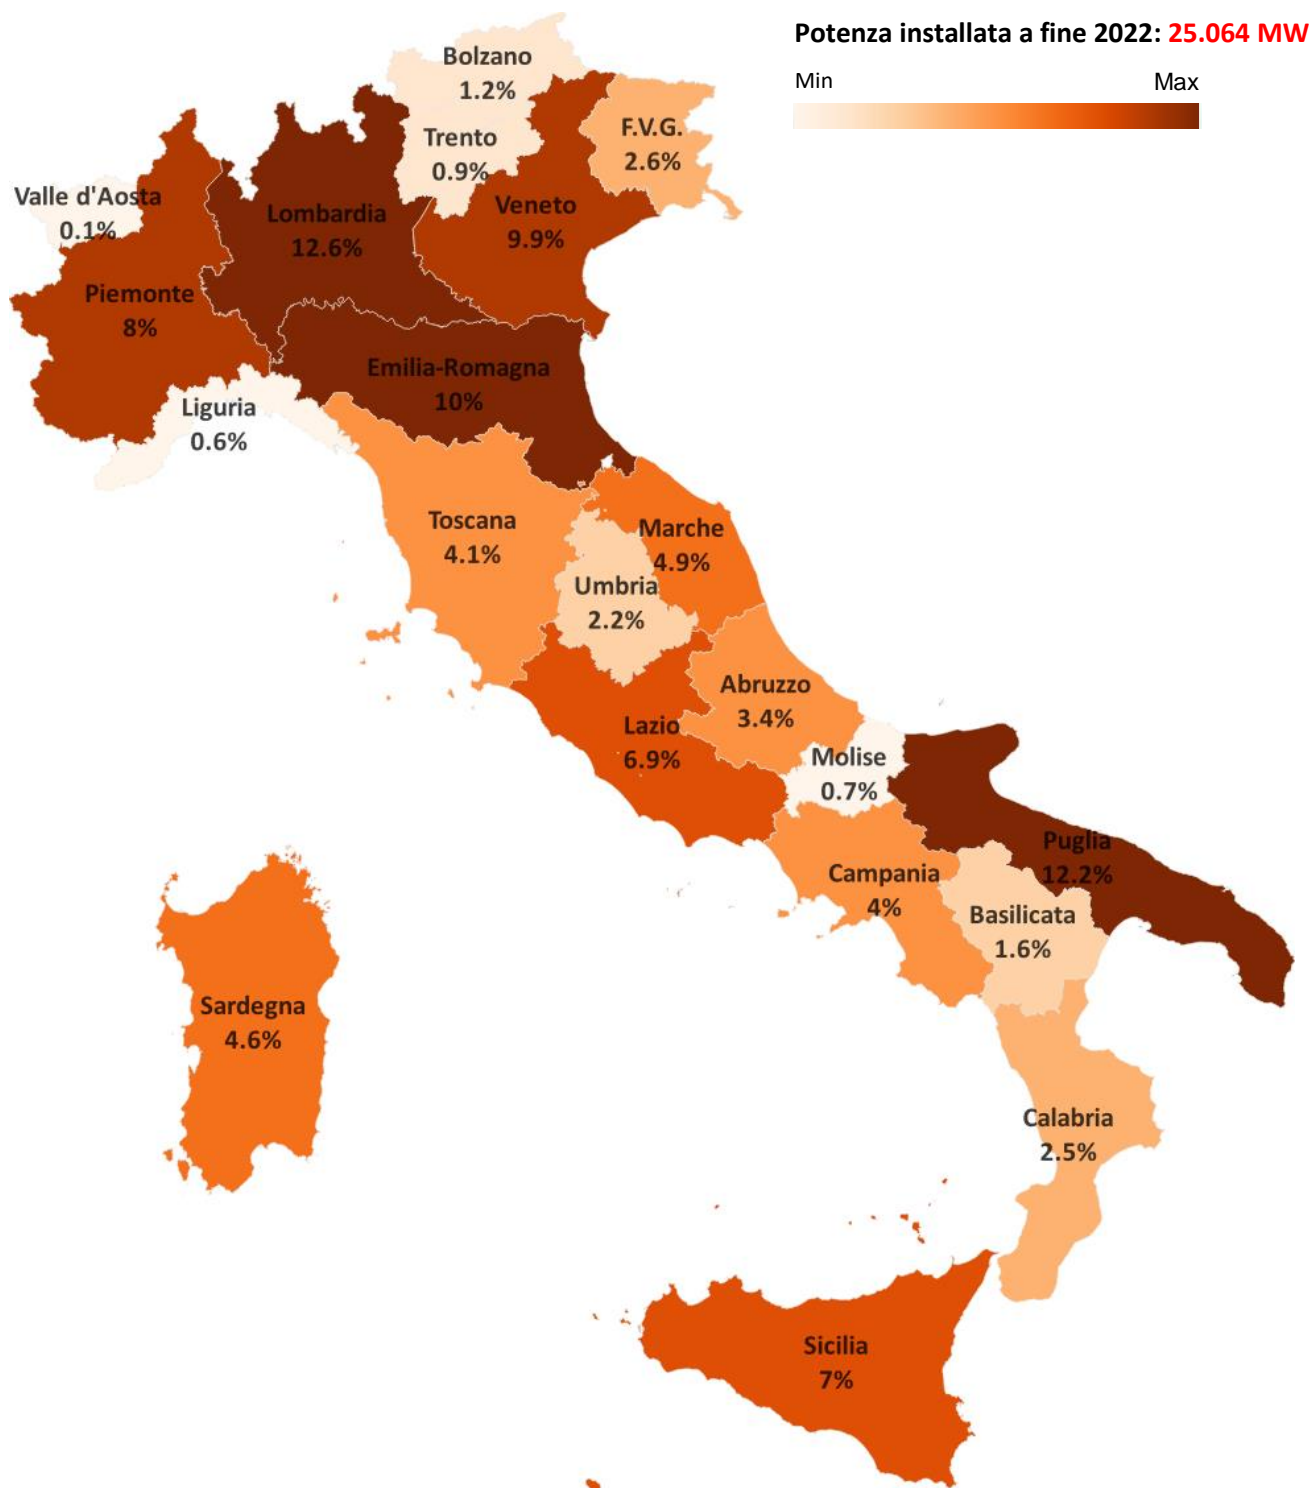 Potenza installata a fine 2022: 25.064 MW
Min
Max
Bolzano
1.2%
Trento
0.9%
F.V.G.
2.6%
Valle d'Aosta
0.1%
Lombardia
12.6%
Veneto
9.9%
Piemonte
8%
Emilia-Romagna
10%
Liguria
0.6%
Toscana
4.1%
Marche
4.9%
Umbria
2.2%
Abruzzo
3.4%
Lazio
6.9%
Molise
0.7%
Puglia
12.2%
Campania
4%
Basilicata
1.6%
Sardegna
4.6%
Calabria
2.5%
Sicilia
7%